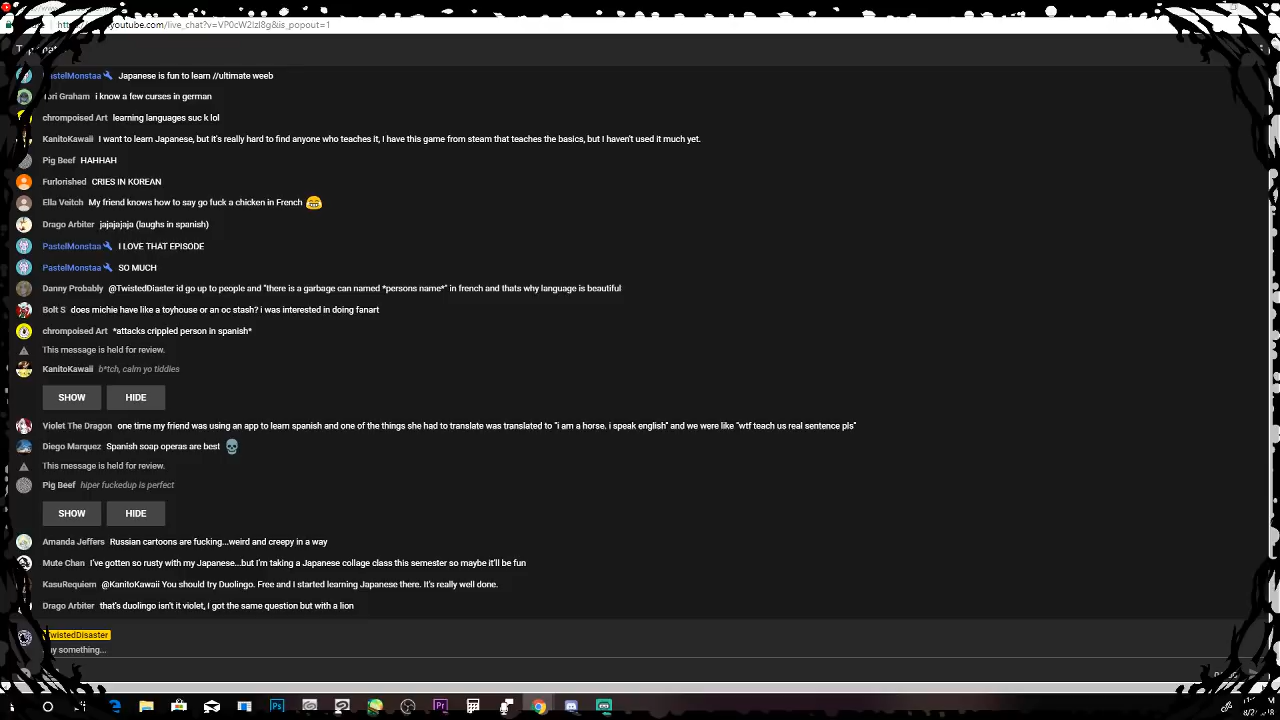 youtube.com/live_chat?v=VP0cW2IzI8g&is_popout=1
PastelMonstaa Japanese is fun to learn //ultimate weeb
Tori Graham i know a few curses in german
chrompoised Art learning languages suc k lol
KanitoKawaii I want to learn Japanese, but it's really hard to find anyone who teaches it, I have this game from steam that teaches the basics, but I haven't used it much yet.
Pig Beef HAHHAH
Furlorished CRIES IN KOREAN
Ella Veitch My friend knows how to say go fuck a chicken in French 😂
Drago Arbiter jajajajaja (laughs in spanish)
PastelMonstaa I LOVE THAT EPISODE
PastelMonstaa SO MUCH
Danny Probably @TwistedDiaster id go up to people and "there is a garbage can named *persons name*" in french and thats why language is beautiful
Bolt S does michie have like a toyhouse or an oc stash? i was interested in doing fanart
chrompoised Art *attacks crippled person in spanish*
This message is held for review.
KanitoKawaii b*tch, calm yo tiddies
SHOW HIDE
Violet The Dragon one time my friend was using an app to learn spanish and one of the things she had to translate was translated to "i am a horse. i speak english" and we were like "wtf teach us real sentence pls"
Diego Marquez Spanish soap operas are best 💀
This message is held for review.
Pig Beef hiper fuckedup is perfect
SHOW HIDE
Amanda Jeffers Russian cartoons are fucking...weird and creepy in a way
Mute Chan I've gotten so rusty with my Japanese...but I'm taking a Japanese collage class this semester so maybe it'll be fun
KasuRequiem @KanitoKawaii You should try Duolingo. Free and I started learning Japanese there. It's really well done.
Drago Arbiter that's duolingo isn't it violet, I got the same question but with a lion
TwistedDisaster
say something...